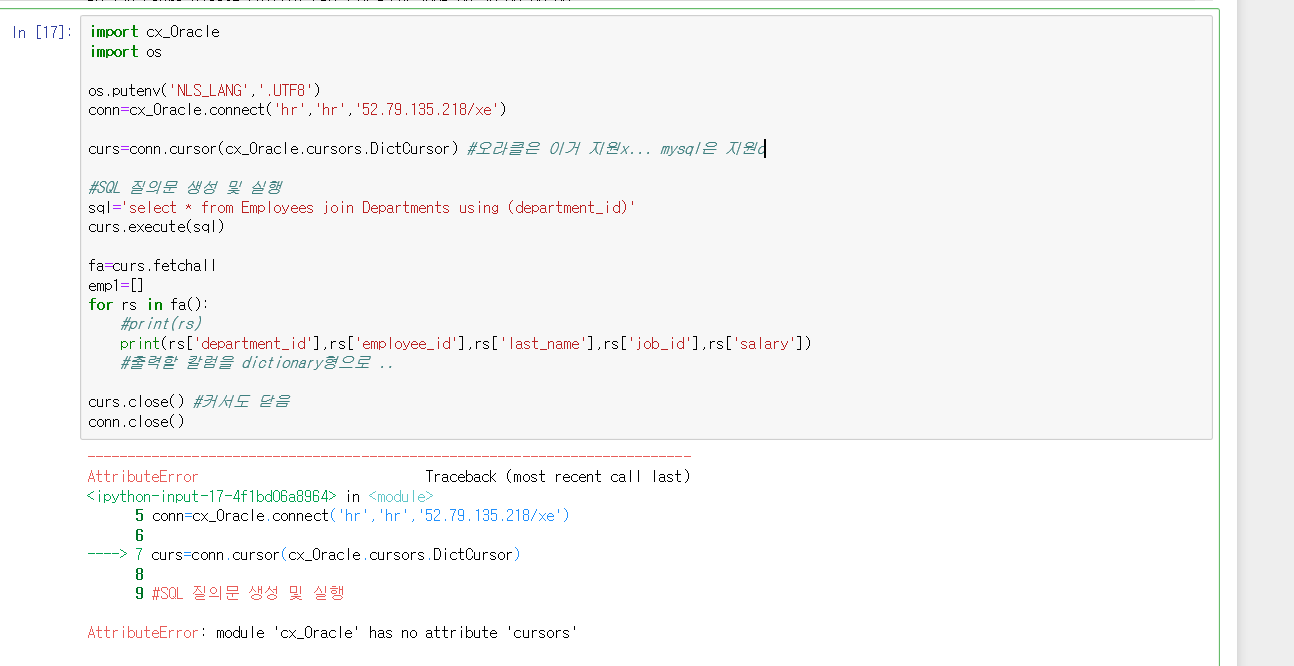 In [17]:
import cx_Oracle
import os
os.putenv('NLS_LANG','.UTF8')
conn=cx_Oracle.connect('hr','hr','52.79.135.218/xe')
curs=conn.cursor(cx_Oracle.cursors.DictCursor) #오라클은 이거 지원x... mysql은 지원o
#SQL 질의문 생성 및 실행
sql='select * from Employees join Departments using (department_id)'
curs.execute(sql)
fa=curs.fetchall
emp1=[]
for rs in fa():
#print(rs)
print(rs['department_id'],rs['employee_id'],rs['last_name'],rs['job_id'],rs['salary'])
#출력할 칼럼을 dictionary형으로 ..
curs.close() #커서도 닫음
conn.close()
---------------------------------------------------------------------------
AttributeError Traceback (most recent call last)
<ipython-input-17-4f1bd06a8964> in <module>
5 conn=cx_Oracle.connect('hr','hr','52.79.135.218/xe')
6
----> 7 curs=conn.cursor(cx_Oracle.cursors.DictCursor)
8
9 #SQL 질의문 생성 및 실행
AttributeError: module 'cx_Oracle' has no attribute 'cursors'